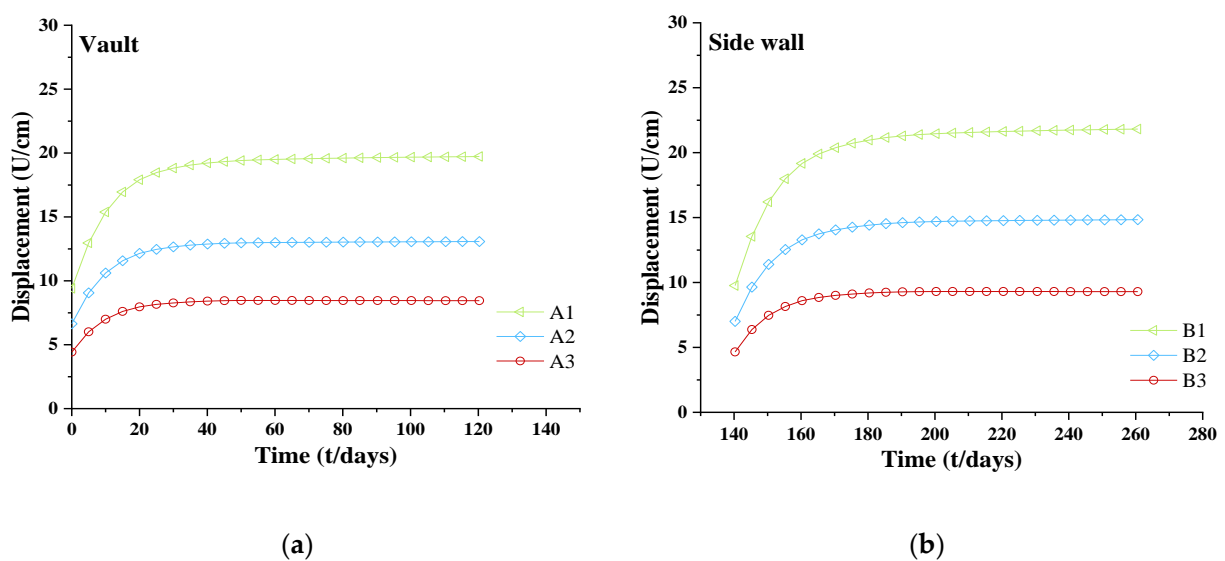 Vault
Displacement (U/cm)
30
25
20
15
10
5
0
0 20 40 60 80 100 120 140
Time (t/days)
A1
A2
A3
(a)
Side wall
Displacement (U/cm)
30
25
20
15
10
5
0
140 160 180 200 220 240 260 280
Time (t/days)
B1
B2
B3
(b)